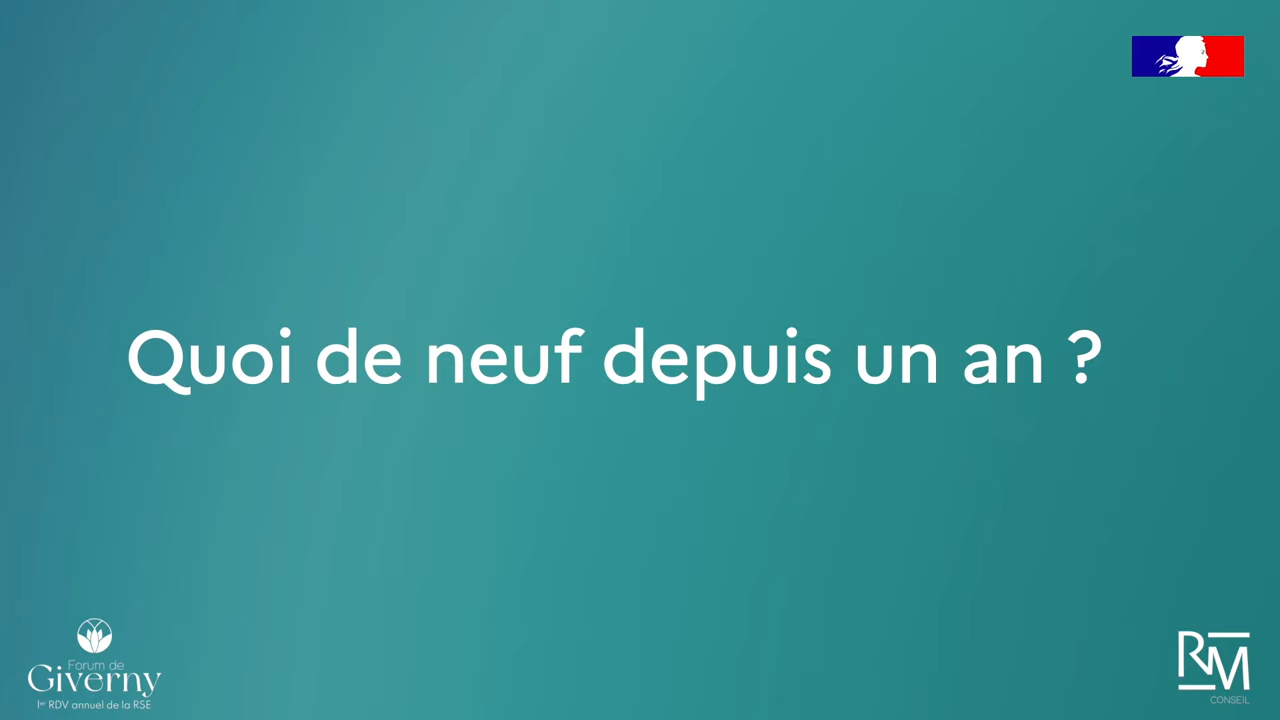 Quoi de neuf depuis un an ?
Forum de
Giverny
1er RDV annuel de la RSE
RM
CONSEIL